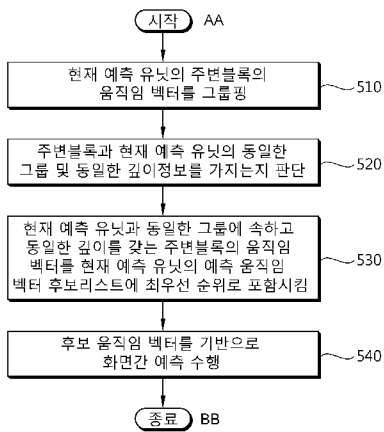 시작 AA
현재 예측 유닛의 주변블록의
움직임 벡터를 그룹핑
510
주변블록과 현재 예측 유닛의 동일한
그룹 및 동일한 깊이정보를 가지는지 판단
520
현재 예측 유닛과 동일한 그룹에 속하고
동일한 깊이를 갖는 주변블록의 움직임
벡터를 현재 예측 유닛의 예측 움직임
벡터 후보리스트에 최우선 순위로 포함시킴
530
후보 움직임 벡터를 기반으로
화면간 예측 수행
540
종료 BB